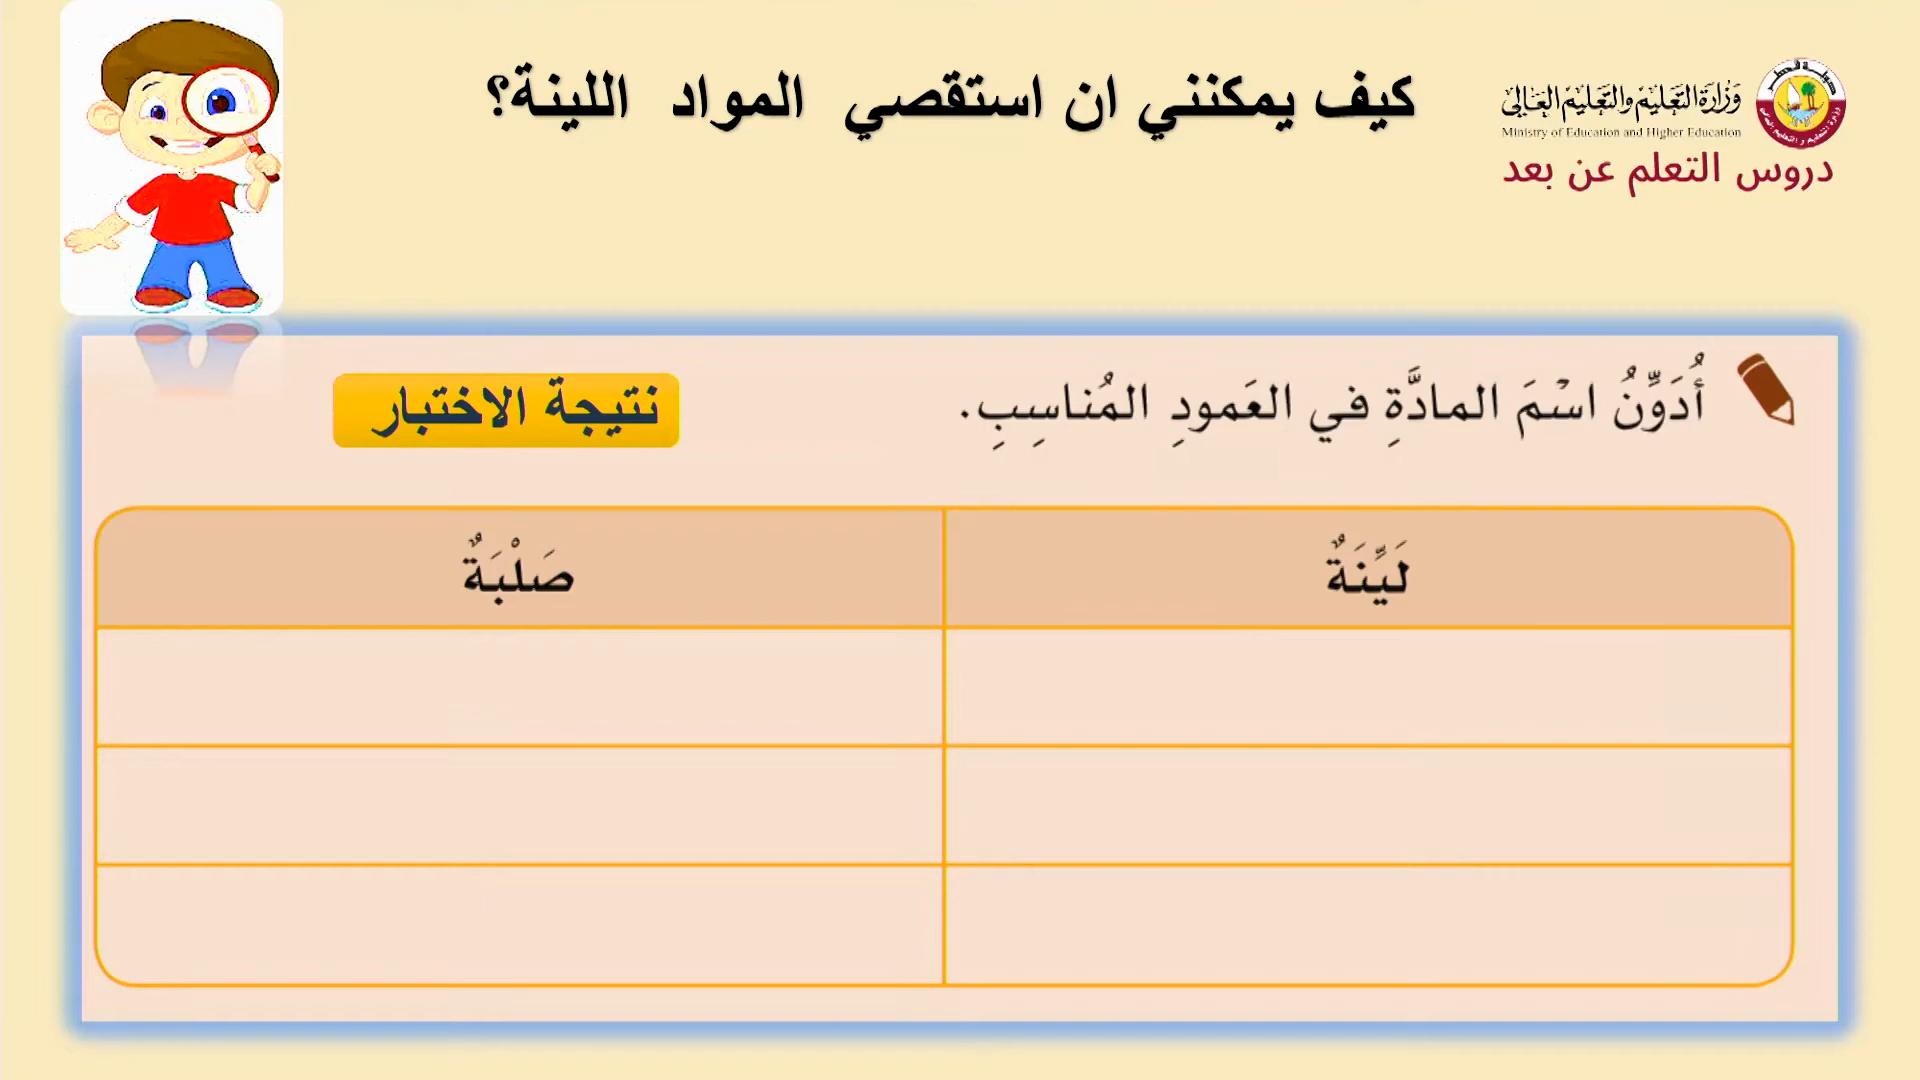 كيف يمكنني ان استقصي المواد اللينة؟
وزارة التعليم والتعليم العالي
Ministry of Education and Higher Education
دروس التعلم عن بعد
أُدَوِّنُ اسْمَ المادَّةِ في العَمودِ المُناسِبِ.
نتيجة الاختبار
لَيِّنَةٌ
صَلْبَةٌ